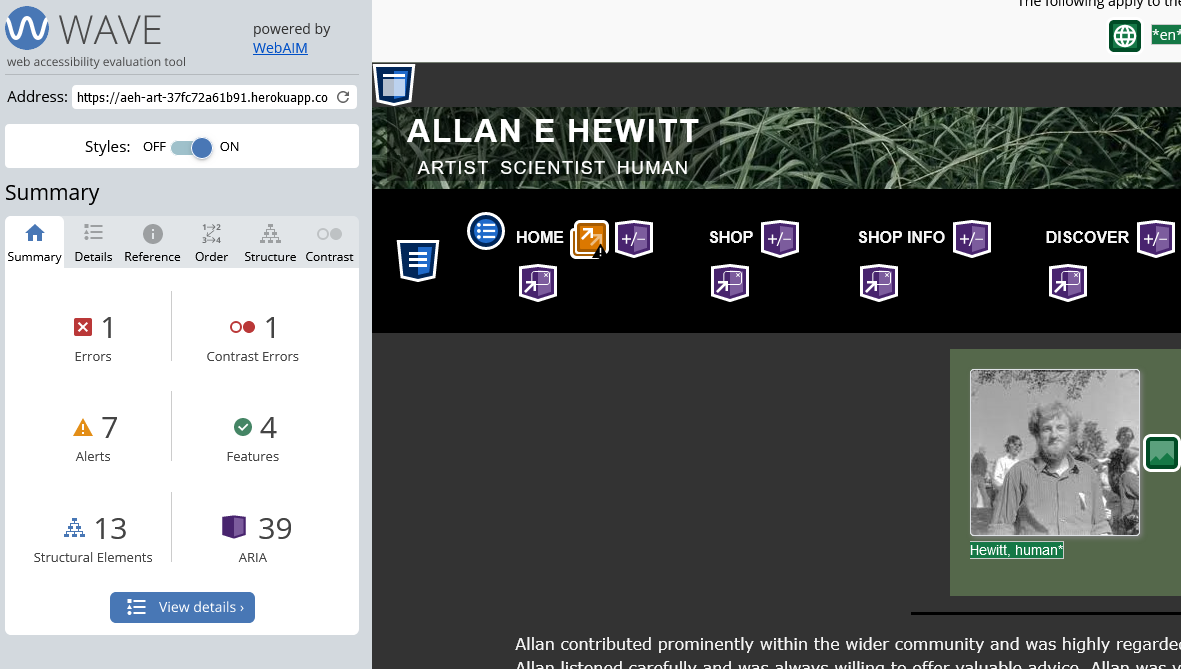 WAVE
web accessibility evaluation tool
powered by
WebAIM
Address: https://aeh-art-37fc72a61b91.herokuapp.co
Styles: OFF ON
Summary
Summary Details Reference Order Structure Contrast
1
Errors
1
Contrast Errors
7
Alerts
4
Features
13
Structural Elements
39
ARIA
View details ›
The following apply to the
*en*
ALLAN E HEWITT
ARTIST SCIENTIST HUMAN
HOME +/- SHOP +/- SHOP INFO +/- DISCOVER +/-
Hewitt, human*
Allan contributed prominently within the wider community and was highly regarded
Allan listened carefully and was always willing to offer valuable advice. Allan was